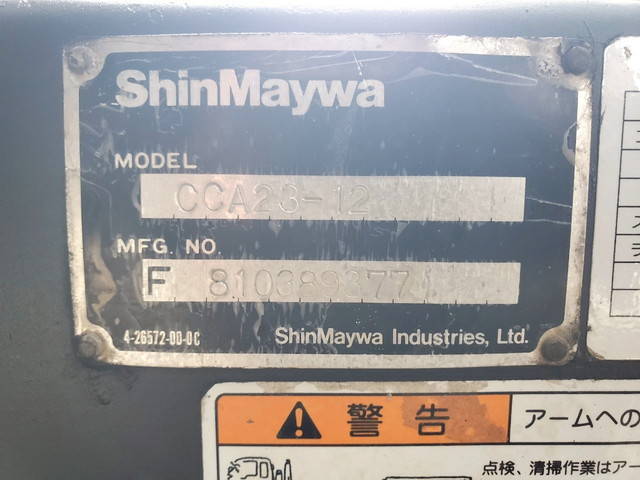 ShinMaywa
MODEL
CCA23-12
MFG. NO.
F 810389377
4-26572-00-0C
ShinMaywa Industries, Ltd.
警告
アームへの
点検、清掃作業はアー